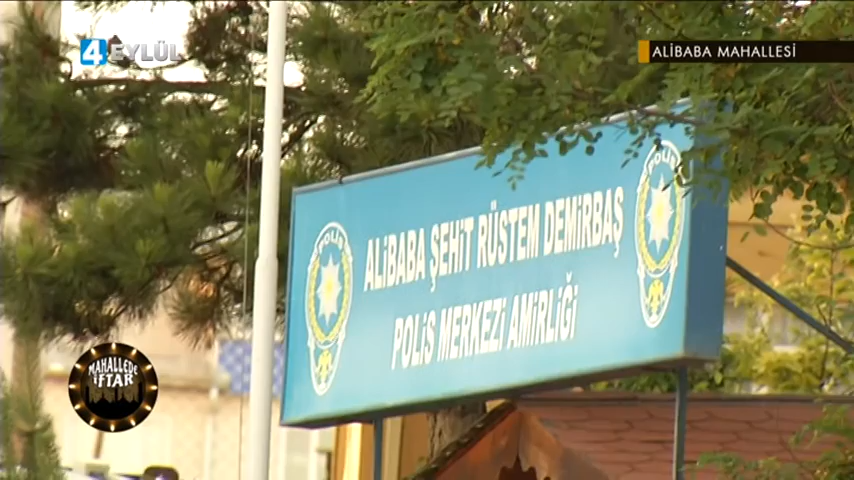 4 EYLÜL
ALİBABA MAHALLESİ
POLİS
POLİS
ALİBABA ŞEHİT RÜSTEM DEMİRBAŞ
POLİS MERKEZİ AMİRLİĞİ
MAHALLEDE
İFTAR